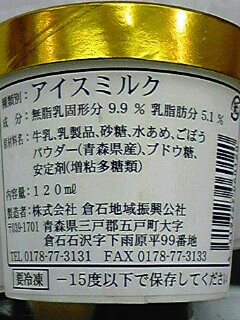 種類別:アイスミルク
成　分:無脂乳固形分 9.9 % 乳脂肪分 5.1 %
原材料名:牛乳、乳製品、砂糖、水あめ、ごぼう
パウダー(青森県産)、ブドウ糖、
安定剤(増粘多糖類)
内容量:120ml
製造者:株式会社 倉石地域振興公社
〒039-1701 青森県三戸郡五戸町大字
倉石石沢字下雨原平99番地
TEL 0178-77-3131 FAX 0178-77-3133
要冷凍 -15度以下で保存してください